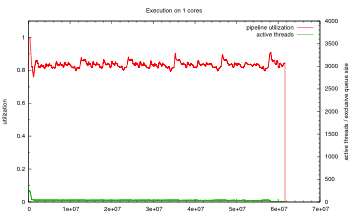 Execution on 1 cores
pipeline utilization
active threads
utilization
active threads / exclusive queue size
1
0.8
0.6
0.4
0.2
0
4000
3500
3000
2500
2000
1500
1000
500
0
0 1e+07 2e+07 3e+07 4e+07 5e+07 6e+07 7e+07